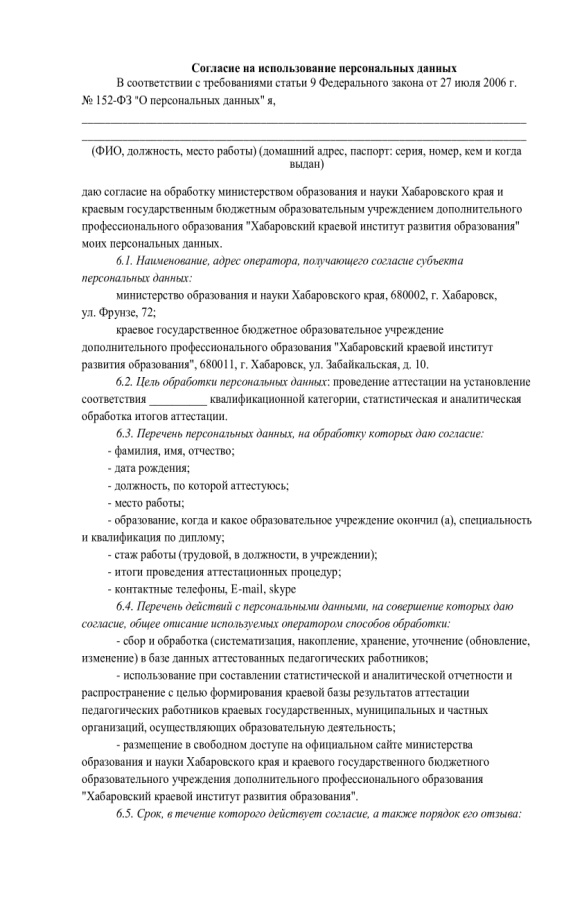 Согласие на использование персональных данных
В соответствии с требованиями статьи 9 Федерального закона от 27 июля 2006 г.
№ 152-ФЗ "О персональных данных" я,
(ФИО, должность, место работы) (домашний адрес, паспорт: серия, номер, кем и когда
выдан)
даю согласие на обработку министерством образования и науки Хабаровского края и
краевым государственным бюджетным образовательным учреждением дополнительного
профессионального образования "Хабаровский краевой институт развития образования"
моих персональных данных.
6.1. Наименование, адрес оператора, получающего согласие субъекта
персональных данных:
министерство образования и науки Хабаровского края, 680002, г. Хабаровск,
ул. Фрунзе, 72;
краевое государственное бюджетное образовательное учреждение
дополнительного профессионального образования "Хабаровский краевой институт
развития образования", 680011, г. Хабаровск, ул. Забайкальская, д. 10.
6.2. Цель обработки персональных данных: проведение аттестации на установление
соответствия __________ квалификационной категории, статистическая и аналитическая
обработка итогов аттестации.
6.3. Перечень персональных данных, на обработку которых даю согласие:
- фамилия, имя, отчество;
- дата рождения;
- должность, по которой аттестуюсь;
- место работы;
- образование, когда и какое образовательное учреждение окончил (а), специальность
и квалификация по диплому;
- стаж работы (трудовой, в должности, в учреждении);
- итоги проведения аттестационных процедур;
- контактные телефоны, E-mail, skype
6.4. Перечень действий с персональными данными, на совершение которых даю
согласие, общее описание используемых оператором способов обработки:
- сбор и обработка (систематизация, накопление, хранение, уточнение (обновление,
изменение) в базе данных аттестованных педагогических работников;
- использование при составлении статистической и аналитической отчетности и
распространение с целью формирования краевой базы результатов аттестации
педагогических работников краевых государственных, муниципальных и частных
организаций, осуществляющих образовательную деятельность;
- размещение в свободном доступе на официальном сайте министерства
образования и науки Хабаровского края и краевого государственного бюджетного
образовательного учреждения дополнительного профессионального образования
"Хабаровский краевой институт развития образования".
6.5. Срок, в течение которого действует согласие, а также порядок его отзыва: